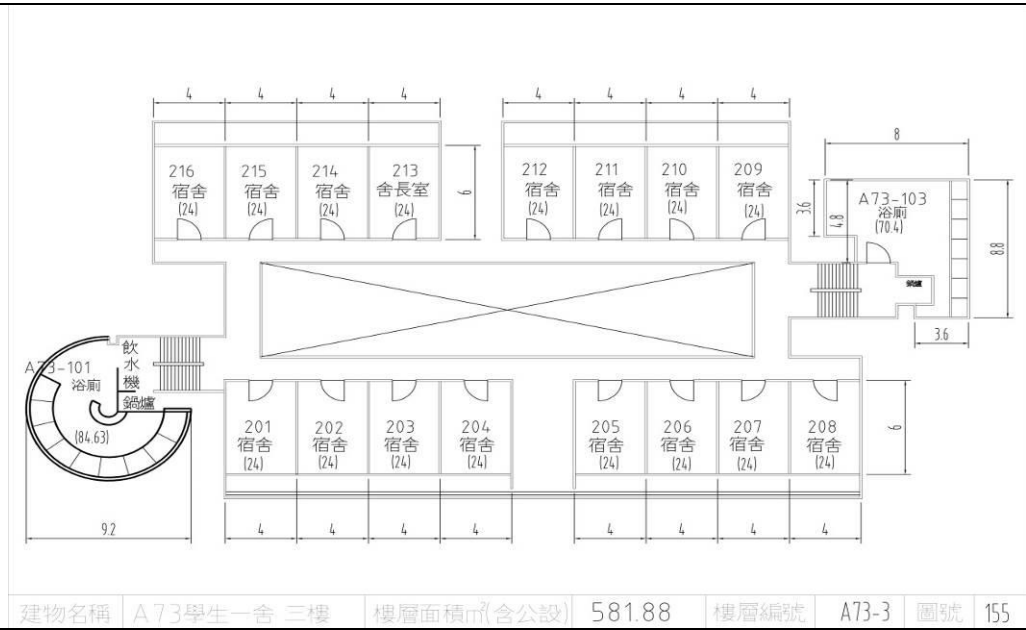 4 4 4 4 4 4 4 4
8
216 215 214 213 212 211 210 209
宿舍 宿舍 宿舍 舍長室 宿舍 宿舍 宿舍 宿舍
(24) (24) (24) (24) (24) (24) (24) (24)
6
3.6
4.8
A73-103
浴廁
(70.4)
8.8
鍋爐
3.6
飲水機
A73-101
浴廁
鍋爐
(84.63)
201 202 203 204 205 206 207 208
宿舍 宿舍 宿舍 宿舍 宿舍 宿舍 宿舍 宿舍
(24) (24) (24) (24) (24) (24) (24) (24)
6
9.2
4 4 4 4 4 4 4 4
建物名稱 A73學生一舍 三樓 樓層面積㎡(含公設) 581.88 樓層編號 A73-3 圖號 155